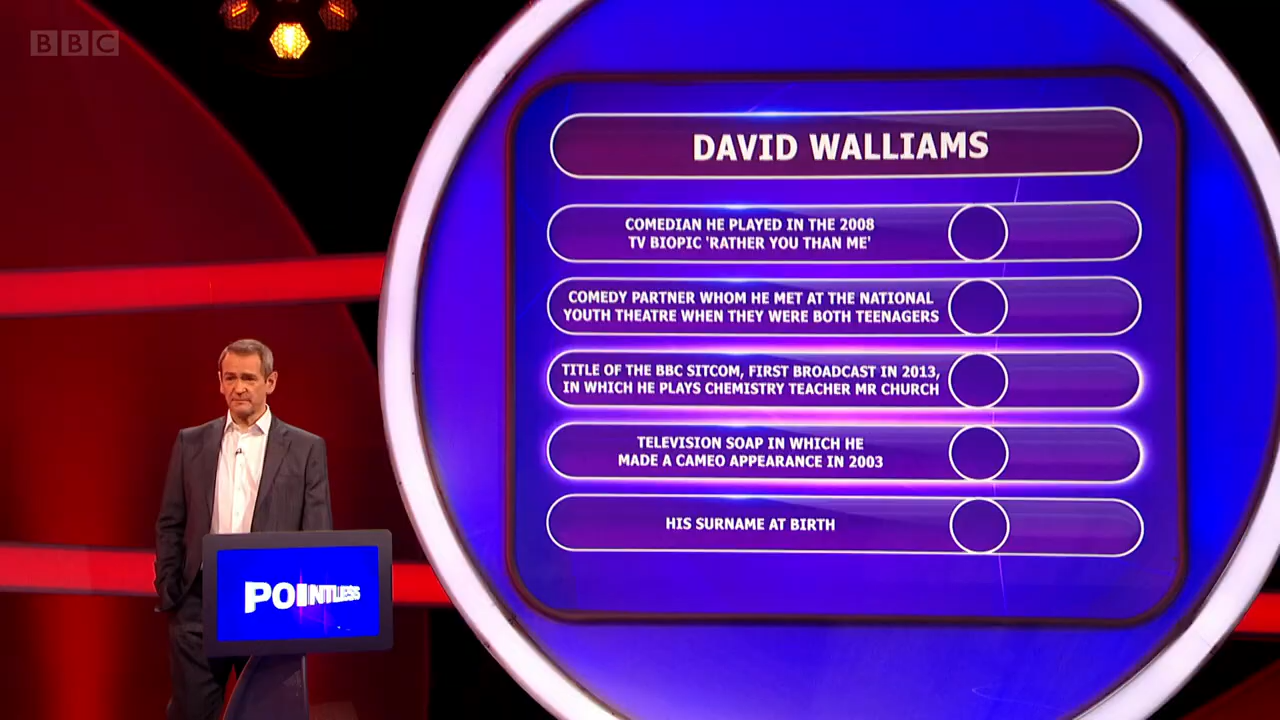 BBC
DAVID WALLIAMS
COMEDIAN HE PLAYED IN THE 2008
TV BIOPIC 'RATHER YOU THAN ME'
COMEDY PARTNER WHOM HE MET AT THE NATIONAL
YOUTH THEATRE WHEN THEY WERE BOTH TEENAGERS
TITLE OF THE BBC SITCOM, FIRST BROADCAST IN 2013,
IN WHICH HE PLAYS CHEMISTRY TEACHER MR CHURCH
TELEVISION SOAP IN WHICH HE
MADE A CAMEO APPEARANCE IN 2003
HIS SURNAME AT BIRTH
POINTLESS